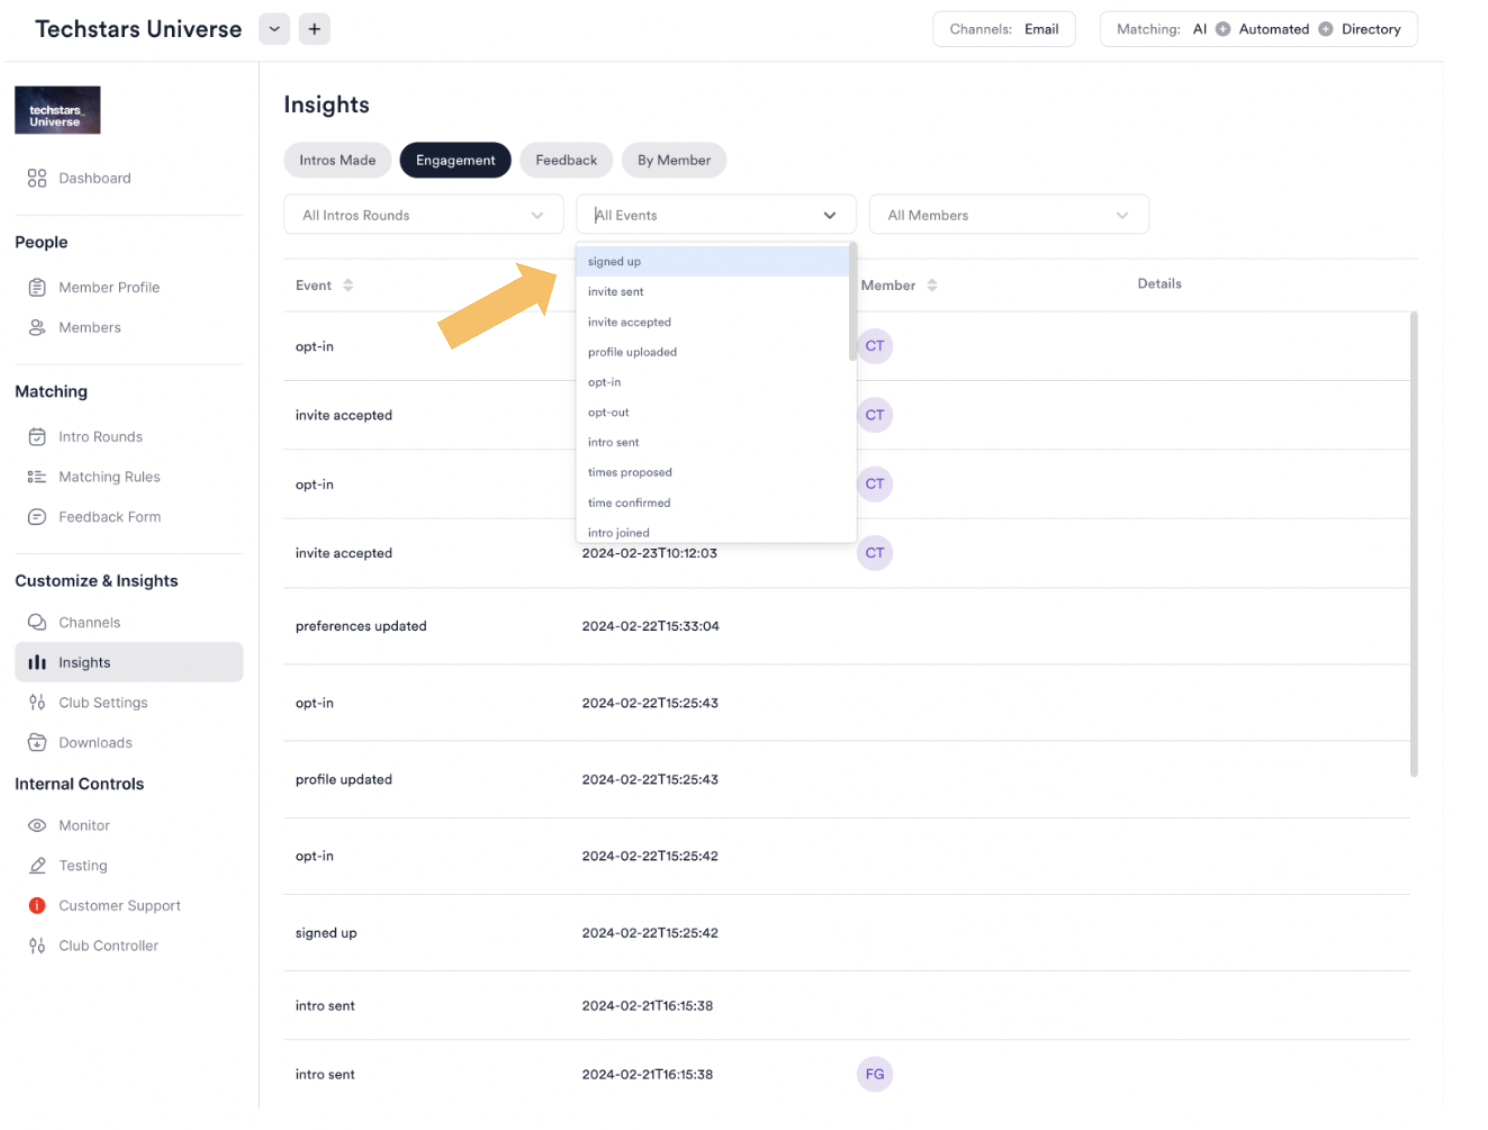 Techstars Universe
Channels: Email
Matching: AI Automated Directory
techstars_
Universe
Dashboard
People
Member Profile
Members
Matching
Intro Rounds
Matching Rules
Feedback Form
Customize & Insights
Channels
Insights
Club Settings
Downloads
Internal Controls
Monitor
Testing
Customer Support
Club Controller
Insights
Intros Made Engagement Feedback By Member
All Intros Rounds All Events All Members
signed up
invite sent
invite accepted
profile uploaded
opt-in
opt-out
intro sent
times proposed
time confirmed
intro joined
Event Member Details
opt-in CT
invite accepted CT
opt-in CT
invite accepted 2024-02-23T10:12:03 CT
preferences updated 2024-02-22T15:33:04
opt-in 2024-02-22T15:25:43
profile updated 2024-02-22T15:25:43
opt-in 2024-02-22T15:25:42
signed up 2024-02-22T15:25:42
intro sent 2024-02-21T16:15:38
intro sent 2024-02-21T16:15:38 FG